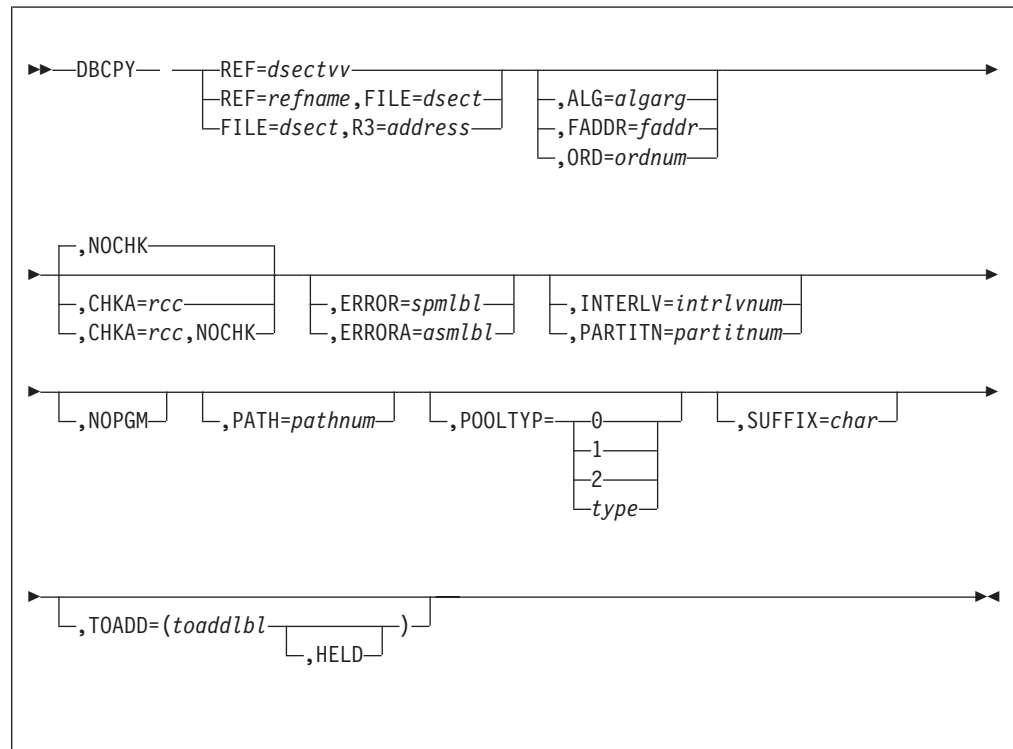 DBCPY REF=dsectvv
REF=refname,FILE=dsect ,ALG=algarg
FILE=dsect,R3=address ,FADDR=faddr
,ORD=ordnum
,NOCHK
,CHKA=rcc ,ERROR=spmlbl ,INTERLV=intrlvnum
,CHKA=rcc,NOCHK ,ERRORA=asmlbl ,PARTITN=partitnum
,NOPGM ,PATH=pathnum ,POOLTYP= 0 ,SUFFIX=char
1
2
type
,TOADD=(toaddlbl )
,HELD